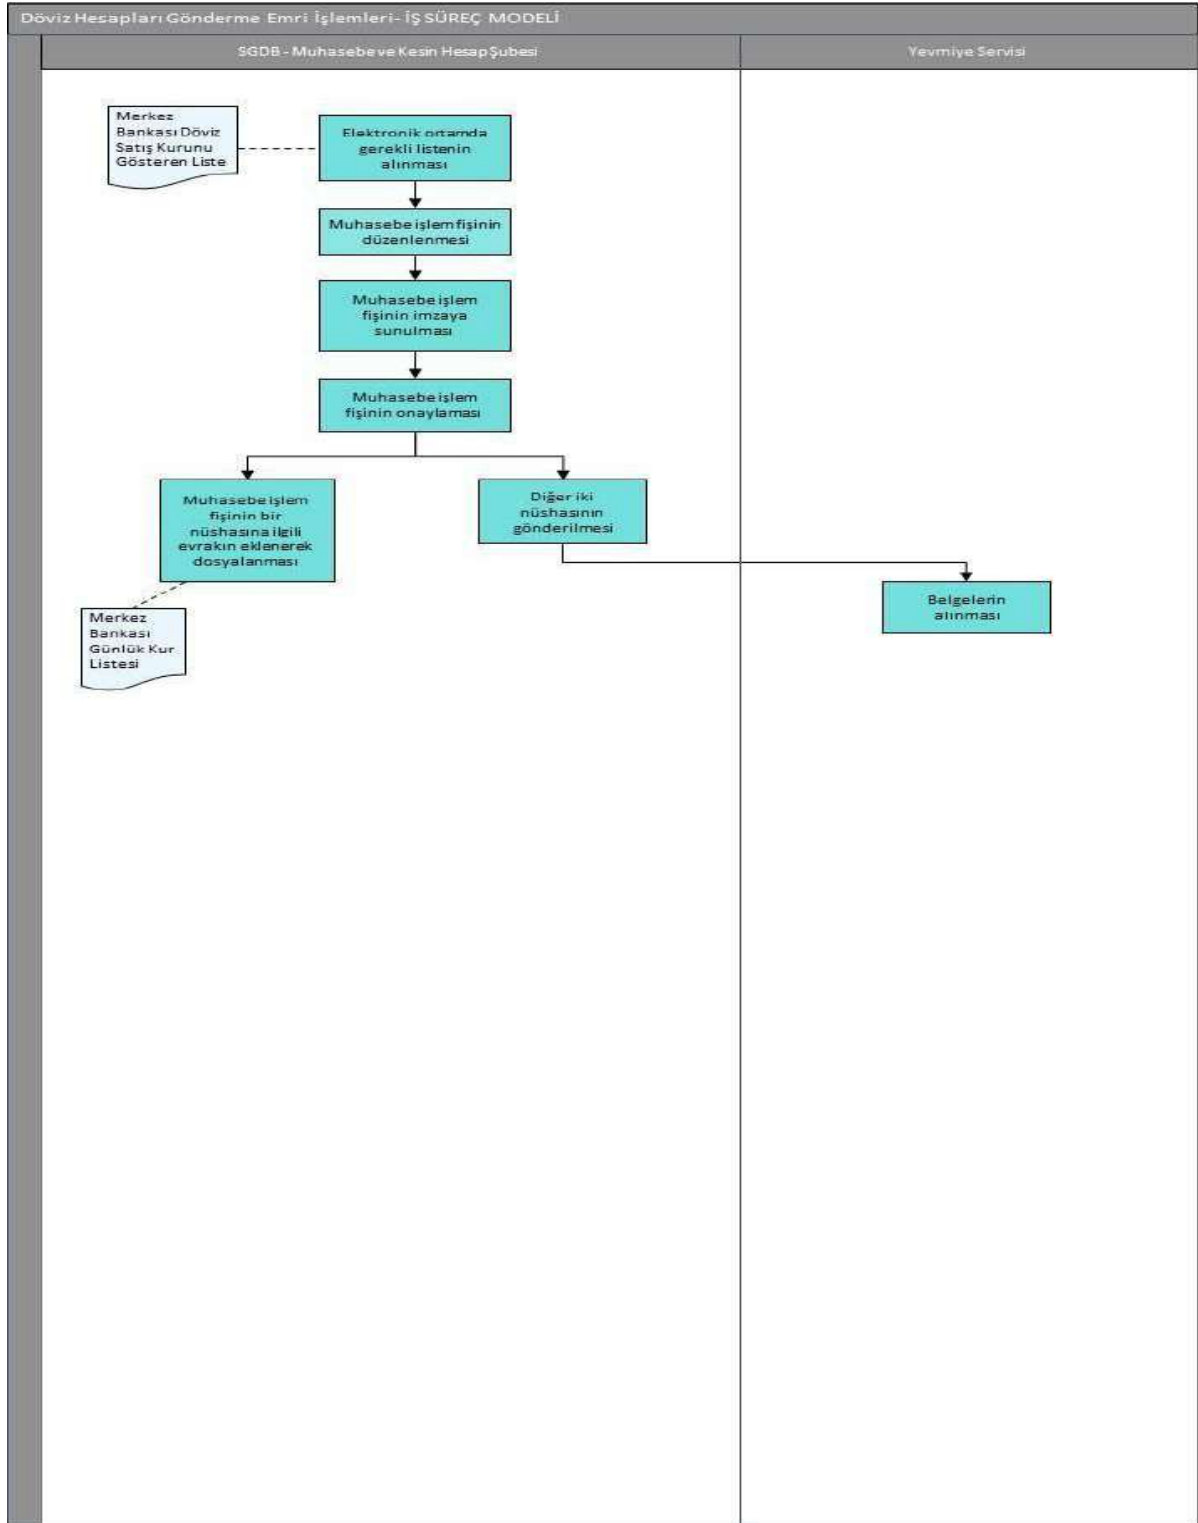 Döviz Hesapları Gönderme Emri İşlemleri- İŞ SÜREÇ MODELİ
SGDB - Muhasebe ve Kesin Hesap Şubesi
Yevmiye Servisi
Merkez
Bankası Döviz
Satış Kurunu
Gösteren Liste
Elektronik ortamda
gerekli listenin
alınması
Muhasebe işlem fişinin
düzenlenmesi
Muhasebe işlem
fişinin imzaya
sunulması
Muhasebe işlem
fişinin onaylaması
Muhasebe işlem
fişinin bir
nüshasına ilgili
evrakın eklenerek
dosyalanması
Diğer iki
nüshasının
gönderilmesi
Belgelerin
alınması
Merkez
Bankası
Günlük Kur
Listesi